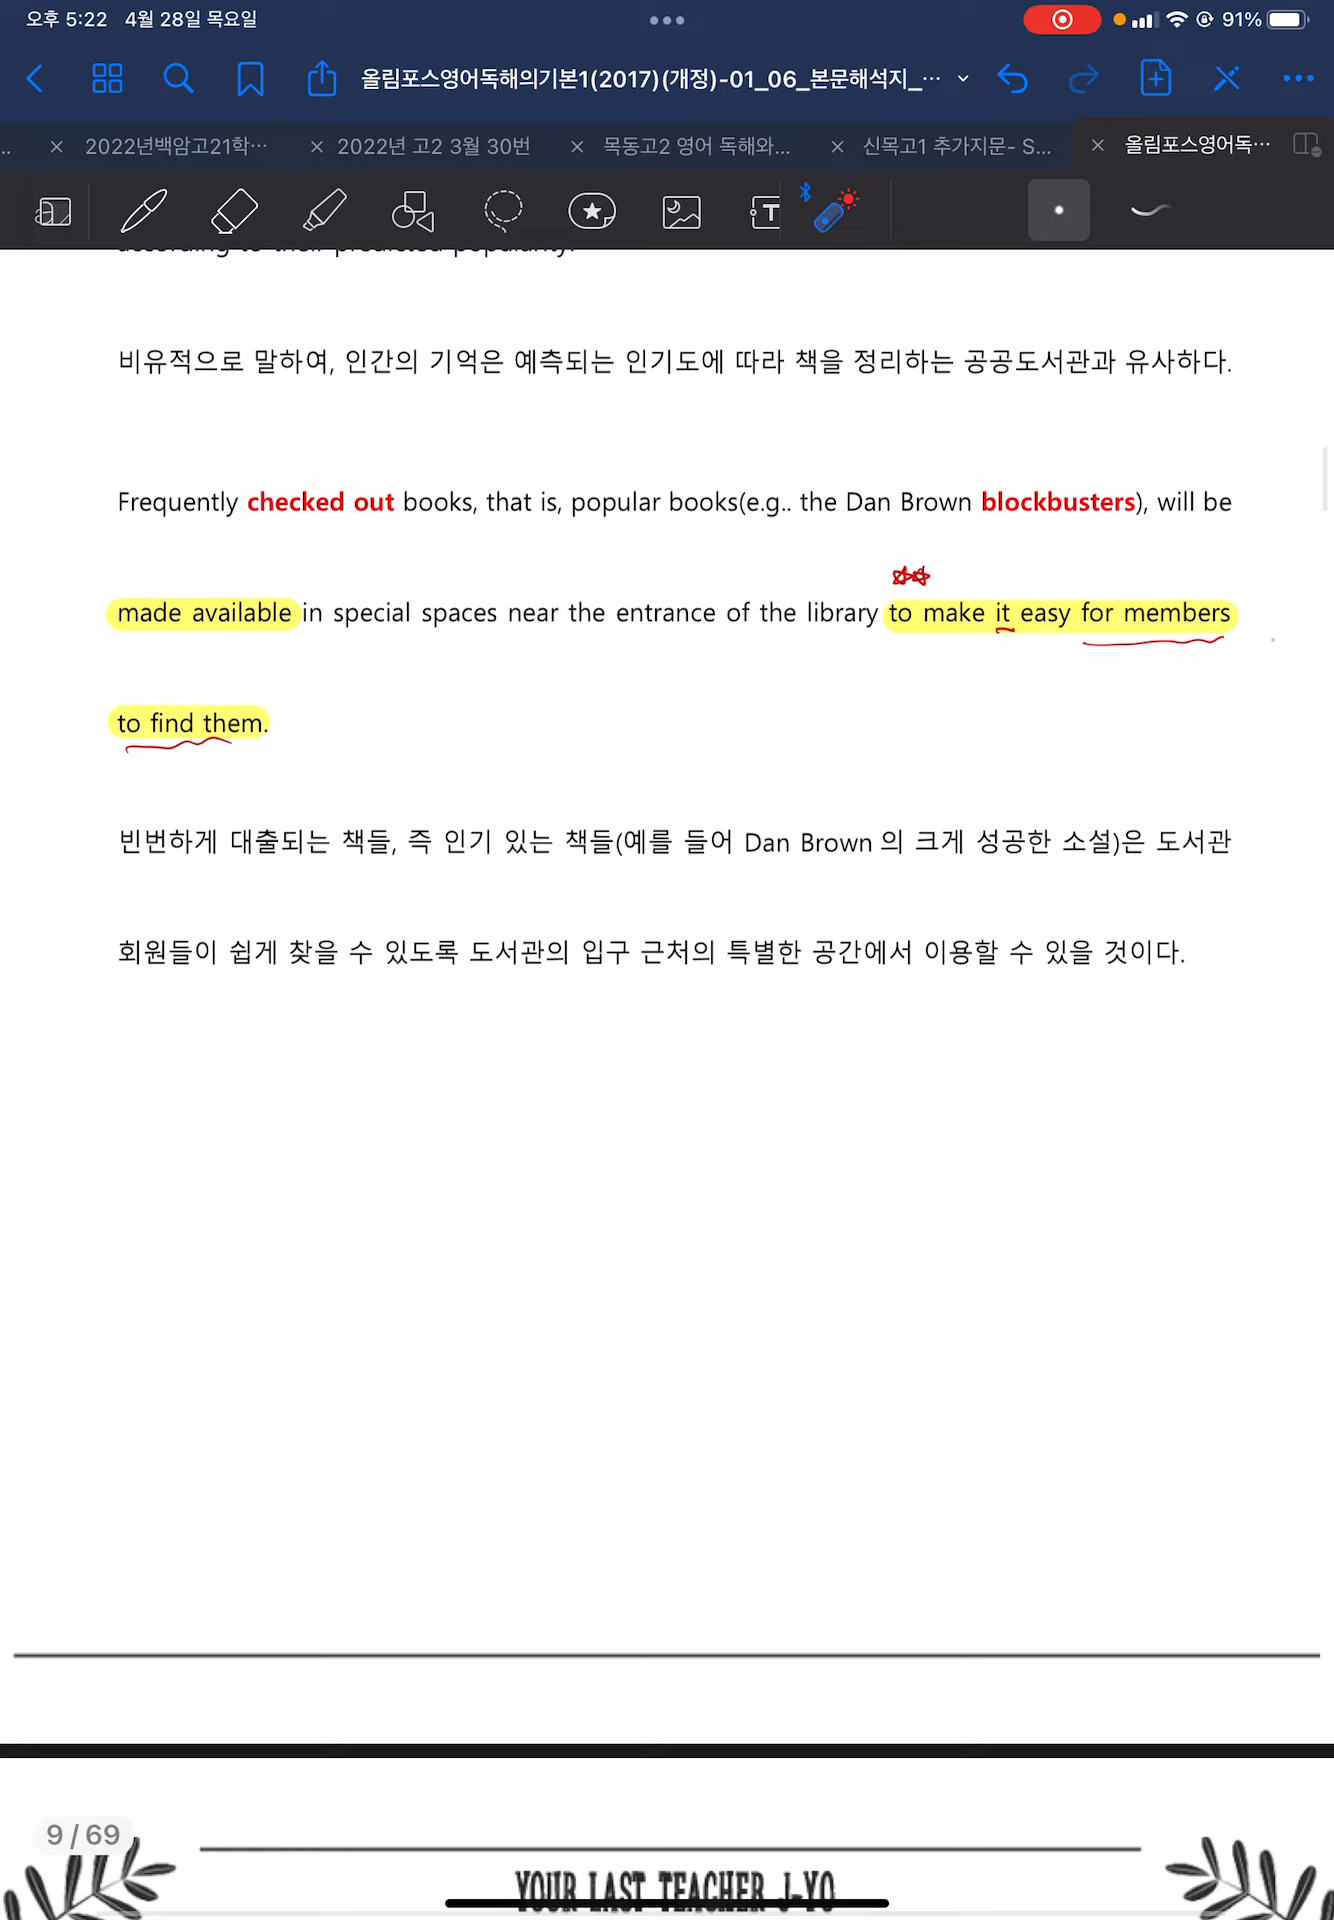 오후 5:22 4월 28일 목요일
91%
올림포스영어독해의기본1(2017)(개정)-01_06_본문해석지_…
2022년백암고21학…
2022년 고2 3월 30번
목동고2 영어 독해와...
신목고1 추가지문- S...
올림포스영어독…
according to their predicted popularity.
비유적으로 말하여, 인간의 기억은 예측되는 인기도에 따라 책을 정리하는 공공도서관과 유사하다.
Frequently checked out books, that is, popular books(e.g.. the Dan Brown blockbusters), will be
made available in special spaces near the entrance of the library to make it easy for members
to find them.
빈번하게 대출되는 책들, 즉 인기 있는 책들(예를 들어 Dan Brown 의 크게 성공한 소설)은 도서관
회원들이 쉽게 찾을 수 있도록 도서관의 입구 근처의 특별한 공간에서 이용할 수 있을 것이다.
9 / 69
YOUR LAST TEACHER J-YO